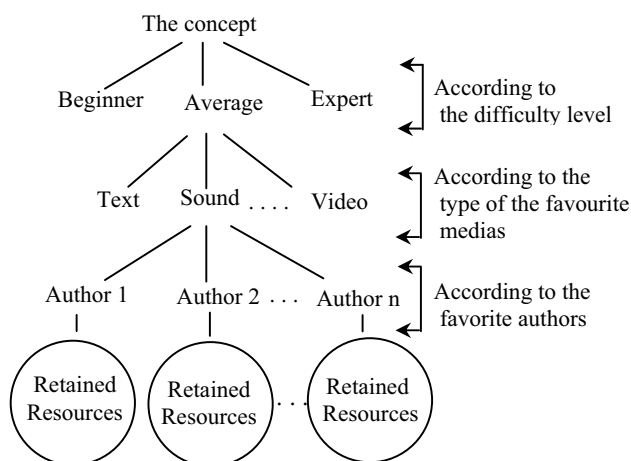 The concept
Beginner Average Expert
According to
the difficulty level
Text Sound . . . . Video
According to the
type of the favourite
medias
Author 1 Author 2 . . . Author n
According to the
favorite authors
Retained
Resources
Retained
Resources
. . .
Retained
Resources